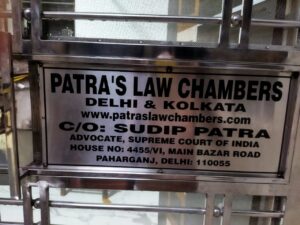 PATRA'S LAW CHAMBERS
DELHI & KOLKATA
www.patraslawchambers.com
C/O: SUDIP PATRA
ADVOCATE, SUPREME COURT OF INDIA
HOUSE NO: 4455/VI, MAIN BAZAR ROAD
PAHARGANJ, DELHI: 110055